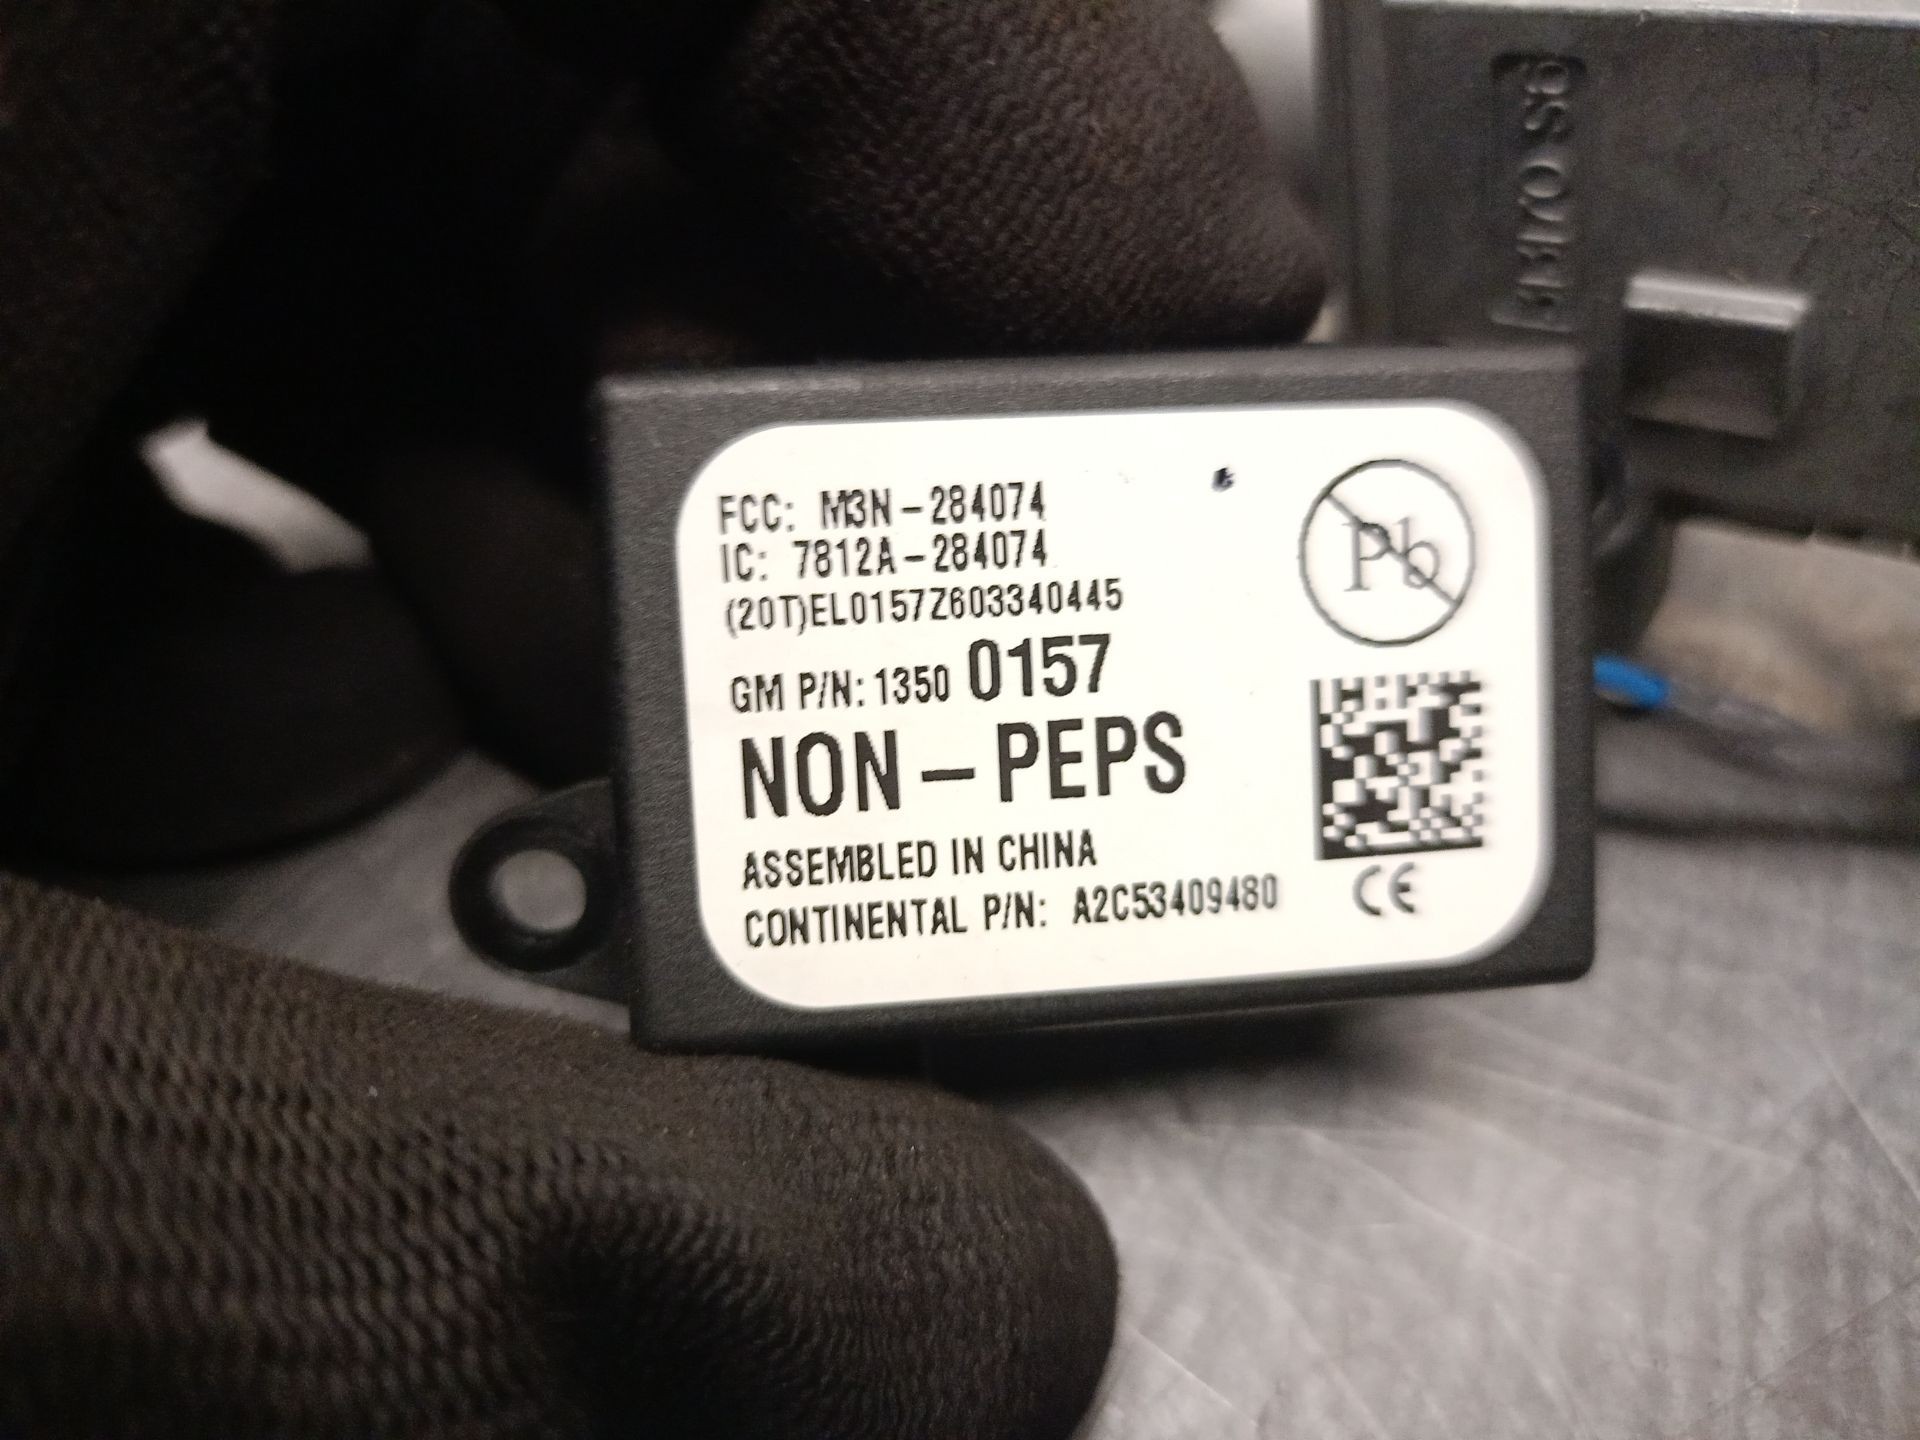 FCC: M3N-284074
IC: 7812A-284074
(20T)EL0157Z603340445
GM P/N: 1350 0157
NON-PEPS
ASSEMBLED IN CHINA
CONTINENTAL P/N: A2C53409480
Pb
CE